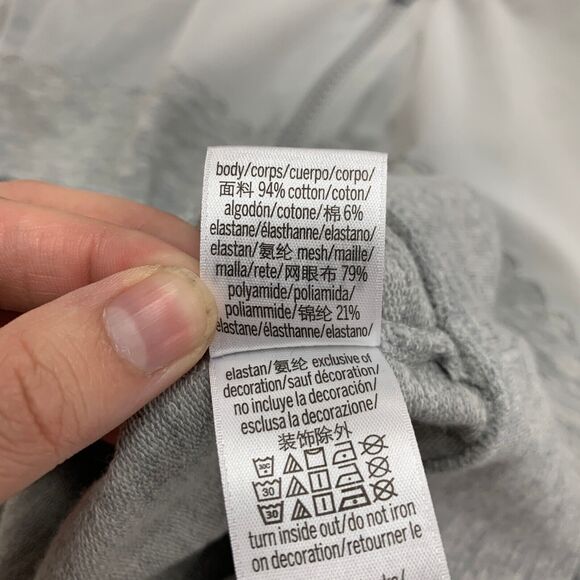 body/corps/cuerpo/corpo/
面料 94% cotton/coton/
algodón/cotone/棉 6%
elastane/élasthanne/elastano/
elastan/氨纶 mesh/maille/
malla/rete/网眼布 79%
polyamide/poliamida/
poliammide/锦纶 21%
elastane/élasthanne/elastano/
elastan/氨纶 exclusive of
decoration/sauf décoration/
no incluye la decoración/
esclusa la decorazione/
装饰除外
30
30
turn inside out/do not iron
on decoration/retourner le